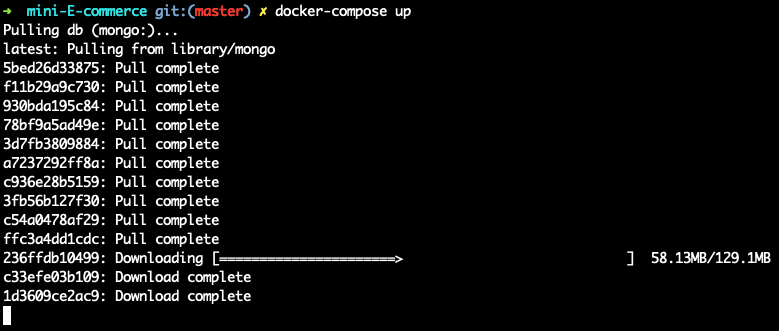 ➜  mini-E-commerce git:(master) ✗ docker-compose up
Pulling db (mongo:)...
latest: Pulling from library/mongo
5bed26d33875: Pull complete
f11b29a9c730: Pull complete
930bda195c84: Pull complete
78bf9a5ad49e: Pull complete
3d7fb3809884: Pull complete
a7237292ff8a: Pull complete
c936e28b5159: Pull complete
3fb56b127f30: Pull complete
c54a0478af29: Pull complete
ffc3a4dd1cdc: Pull complete
236ffdb10499: Downloading [======================>                            ]  58.13MB/129.1MB
c33efe03b109: Download complete
1d3609ce2ac9: Download complete